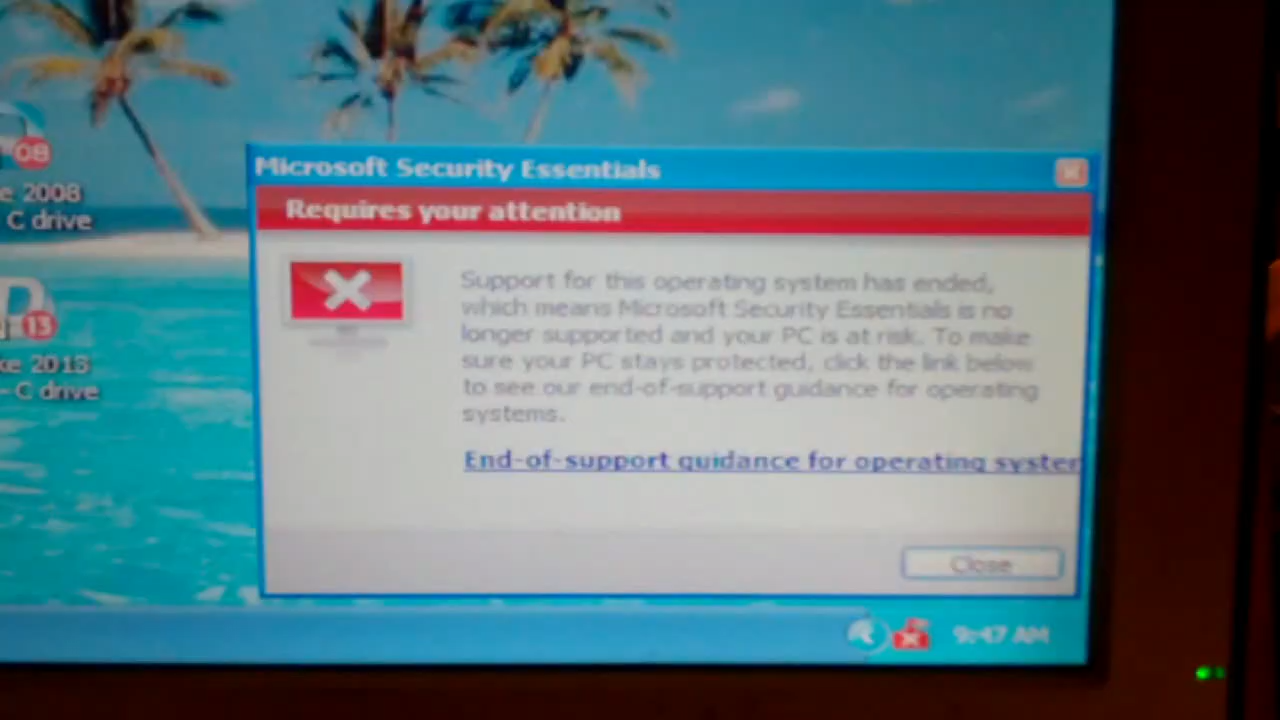 Microsoft Security Essentials
Requires your attention
08
e 2008
C drive
Support for this operating system has ended,
which means Microsoft Security Essentials is no
longer supported and your PC is at risk. To make
sure your PC stays protected, click the link below
to see our end-of-support guidance for operating
systems.
13
ke 2013
- C drive
End-of-support guidance for operating system
Close
9:47 AM